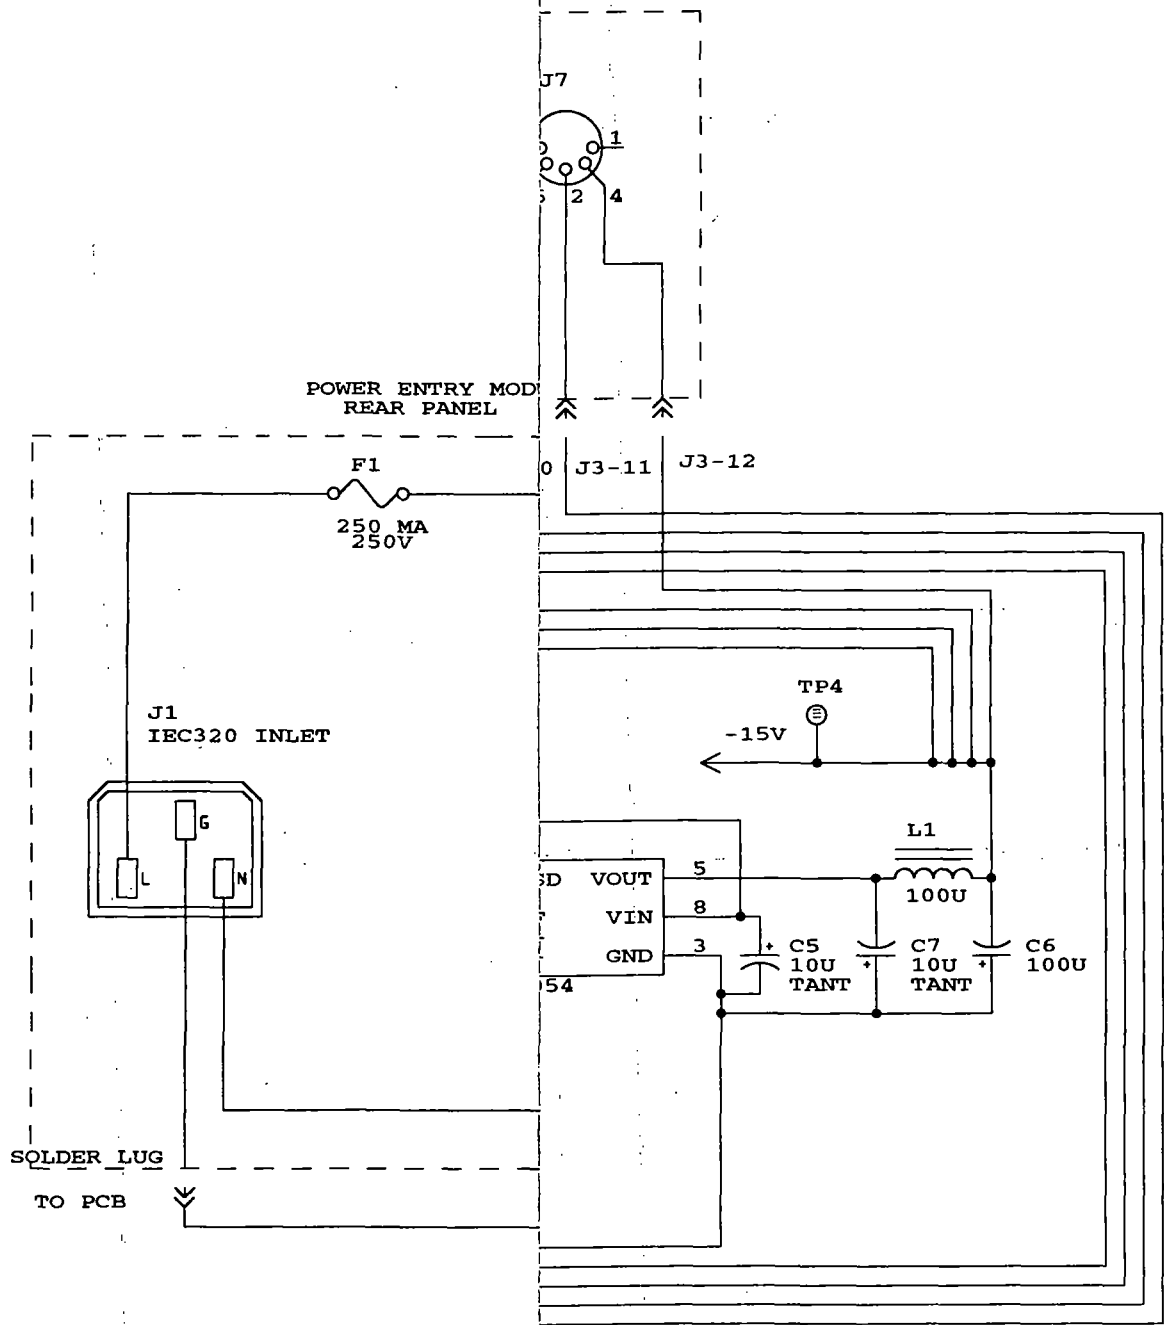 J7
1
2
4
POWER ENTRY MOD
REAR PANEL
0
J3-11
J3-12
F1
250 MA
250V
TP4
-15V
J1
IEC320 INLET
G
L
N
L1
100U
VOUT
5
VIN
8
GND
3
54
+
C5
10U
TANT
+
C7
10U
TANT
+
C6
100U
SOLDER LUG
TO PCB